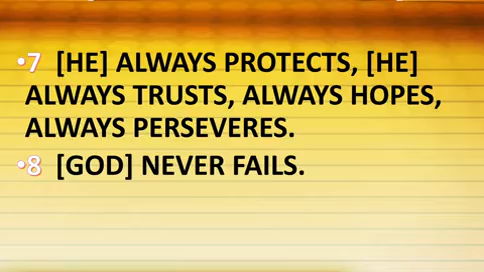 •7 [HE] ALWAYS PROTECTS, [HE]
ALWAYS TRUSTS, ALWAYS HOPES,
ALWAYS PERSEVERES.
•8 [GOD] NEVER FAILS.